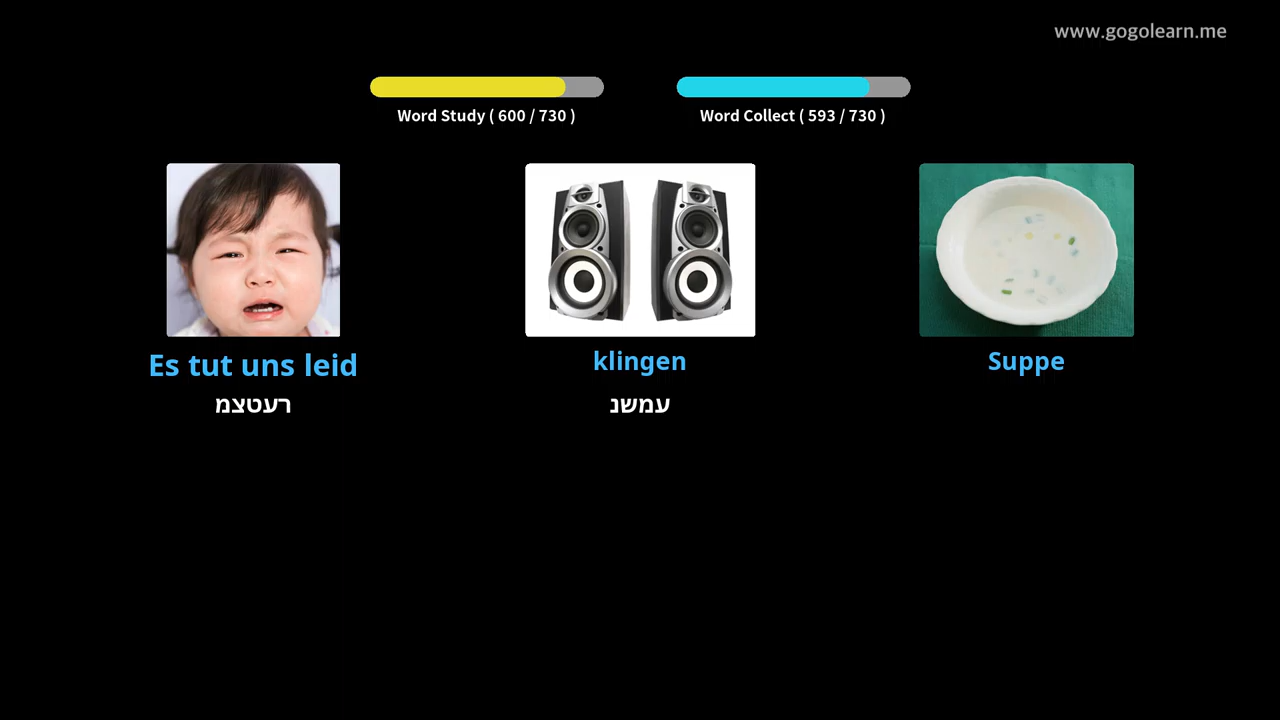 www.gogolearn.me
Word Study ( 600 / 730 )
Word Collect ( 593 / 730 )
Es tut uns leid
klingen
Suppe
רעטצמ
עמשנ